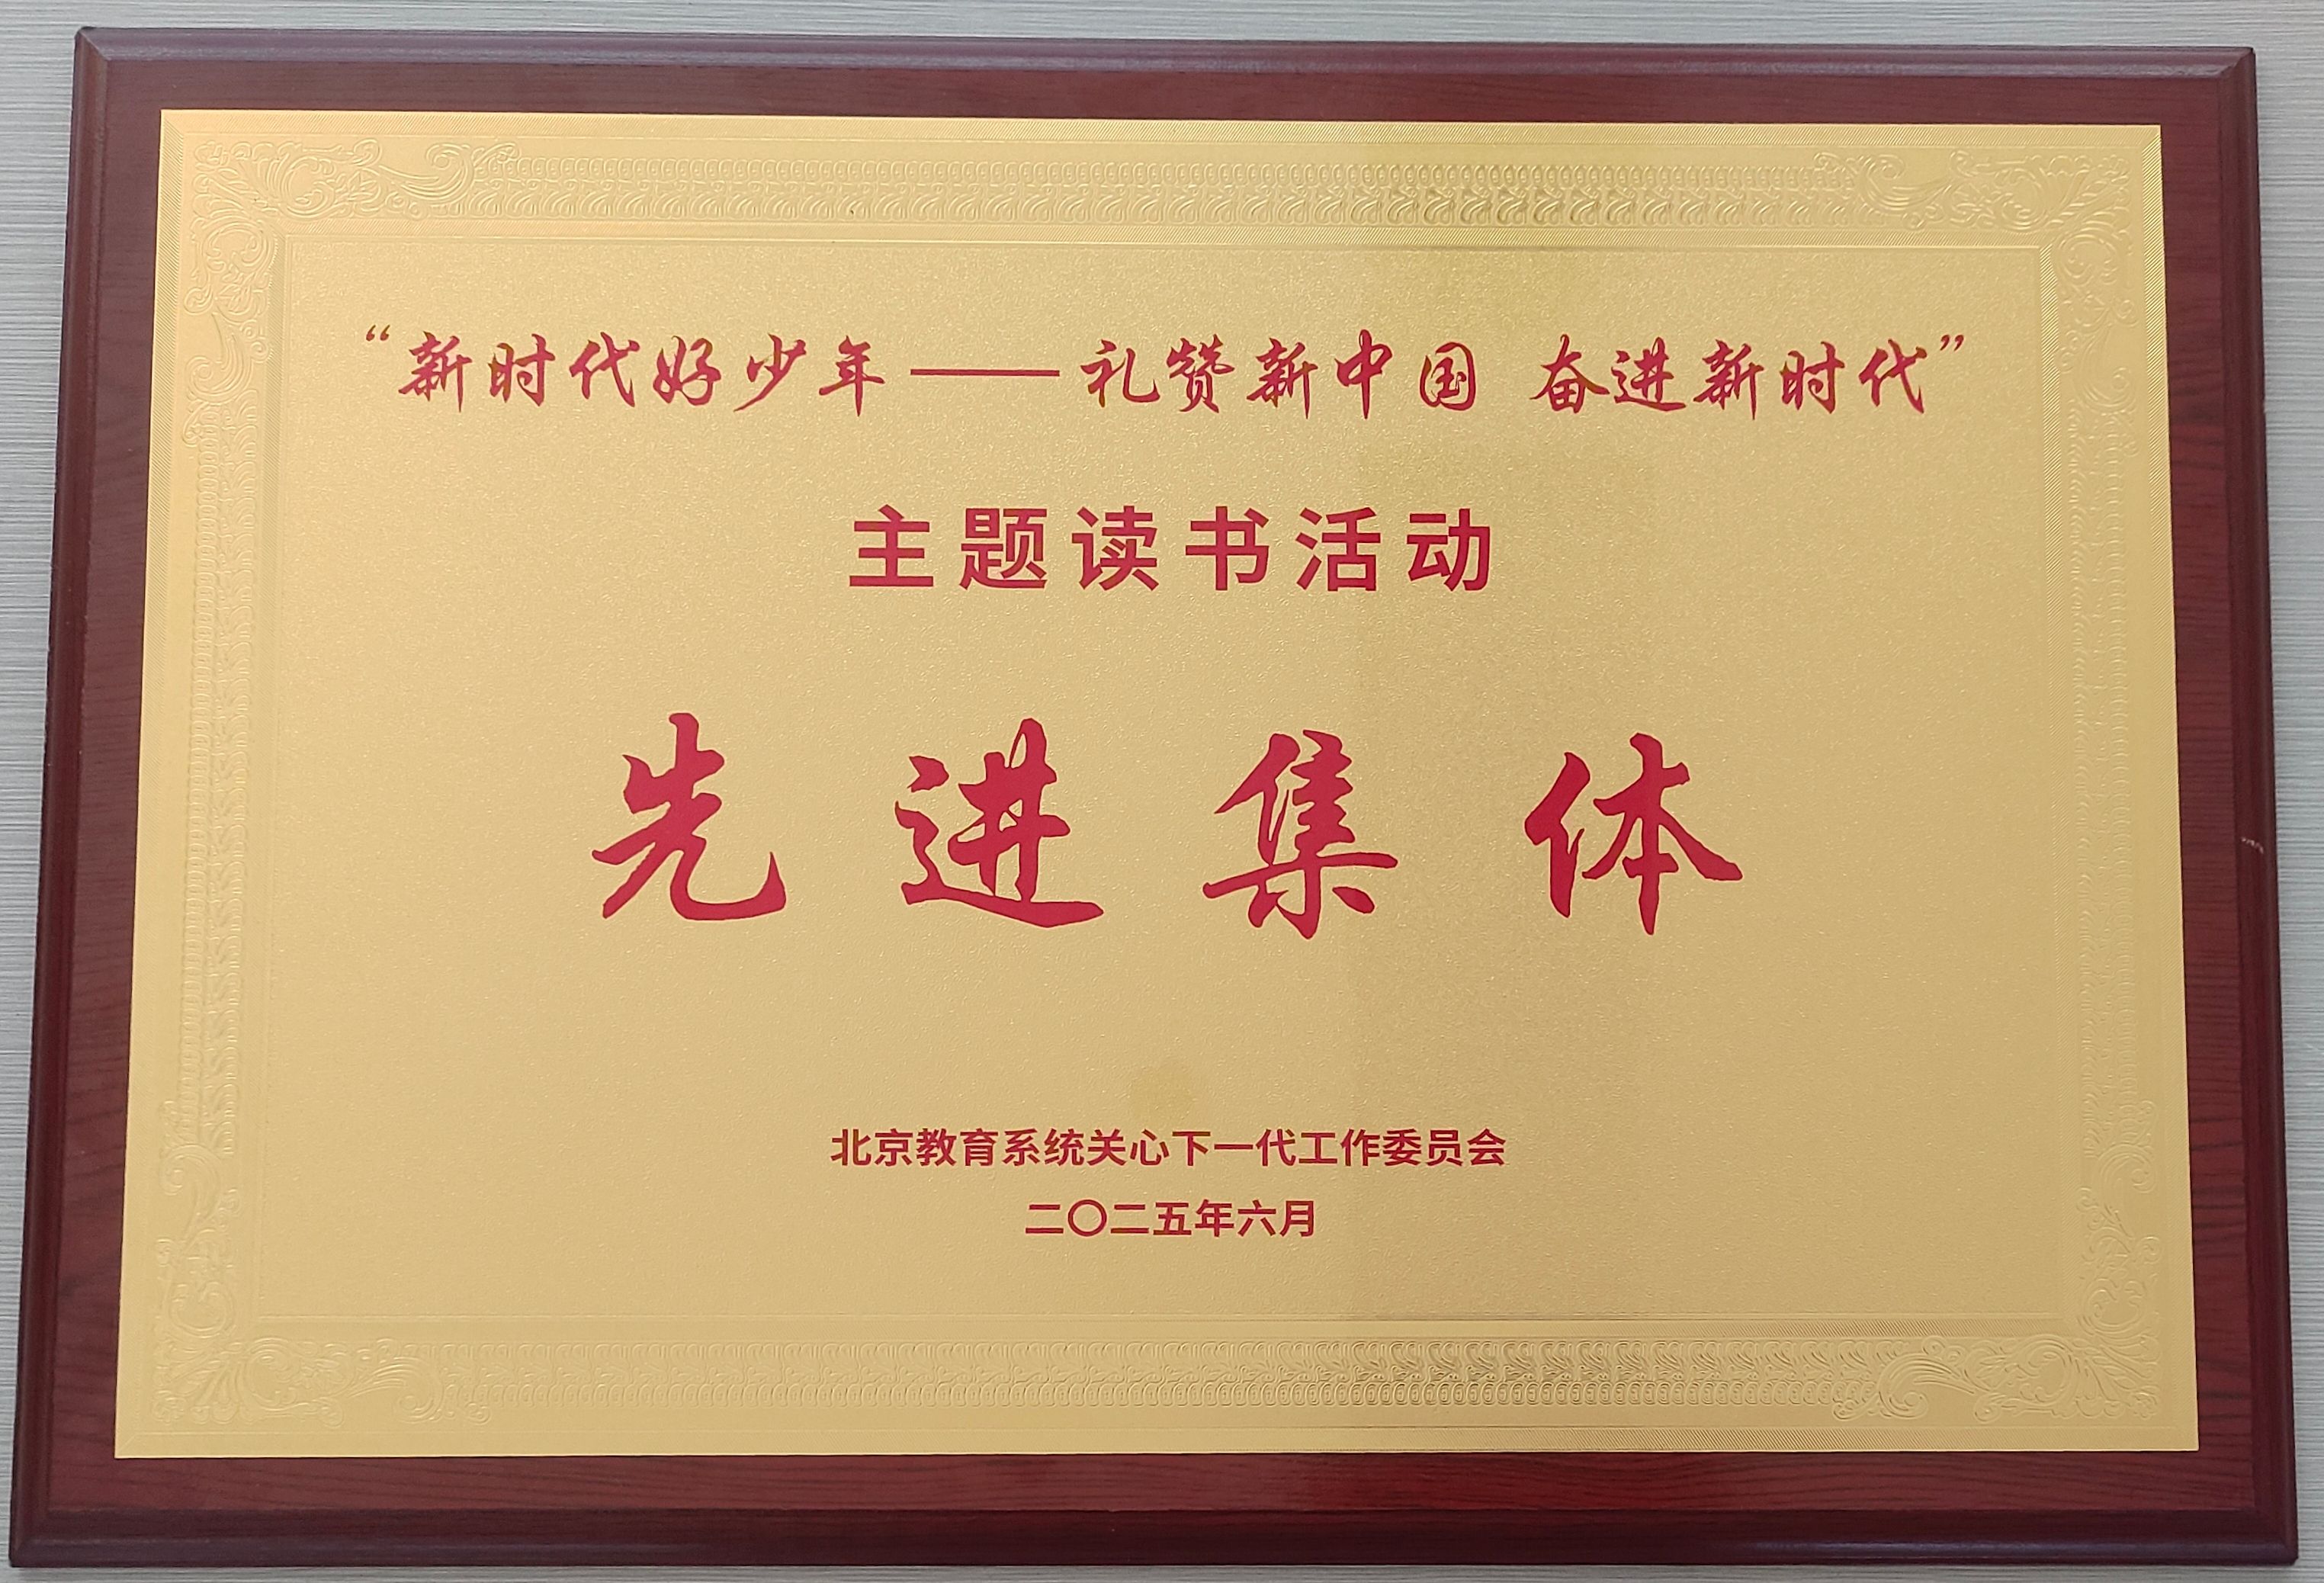 “新时代好少年——礼赞新中国 奋进新时代”
主题读书活动
先进集体
北京教育系统关心下一代工作委员会
二〇二五年六月